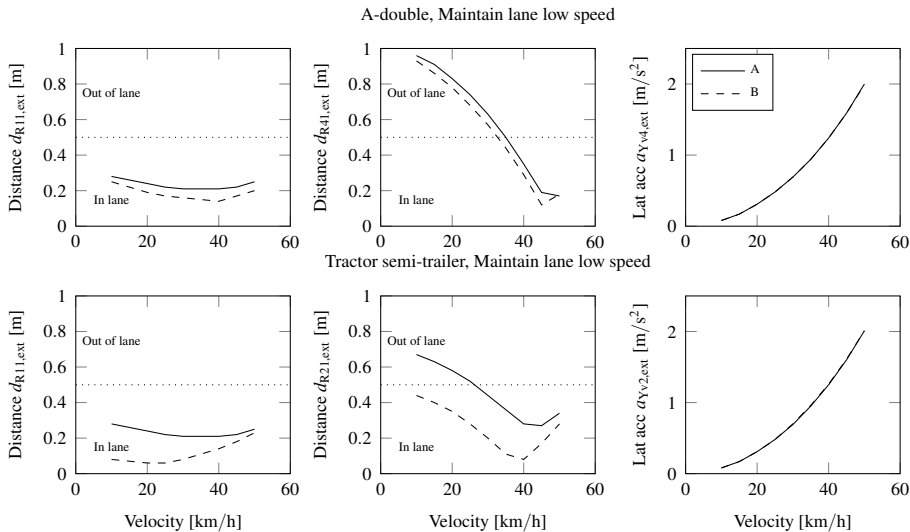 A-double, Maintain lane low speed
Distance d_R11,ext [m]
1
0.8
0.6
0.4
0.2
0
Out of lane
In lane
0 20 40 60
Distance d_R41,ext [m]
1
0.8
0.6
0.4
0.2
0
Out of lane
In lane
0 20 40 60
Lat acc a_Yv4,ext [m/s²]
2
1
0
A
B
0 20 40 60
Tractor semi-trailer, Maintain lane low speed
Distance d_R11,ext [m]
1
0.8
0.6
0.4
0.2
0
Out of lane
In lane
0 20 40 60
Velocity [km/h]
Distance d_R21,ext [m]
1
0.8
0.6
0.4
0.2
0
Out of lane
In lane
0 20 40 60
Velocity [km/h]
Lat acc a_Yv2,ext [m/s²]
2
1
0
0 20 40 60
Velocity [km/h]